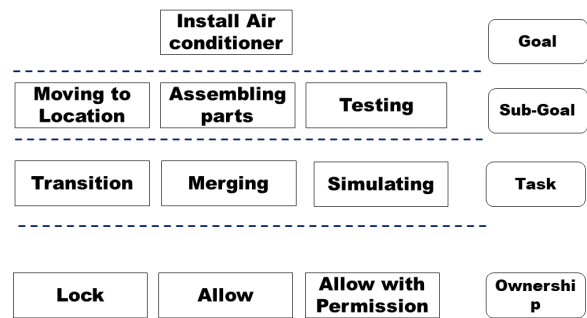 Install Air
conditioner
Goal
Moving to
Location
Assembling
parts
Testing
Sub-Goal
Transition
Merging
Simulating
Task
Lock
Allow
Allow with
Permission
Ownershi
p